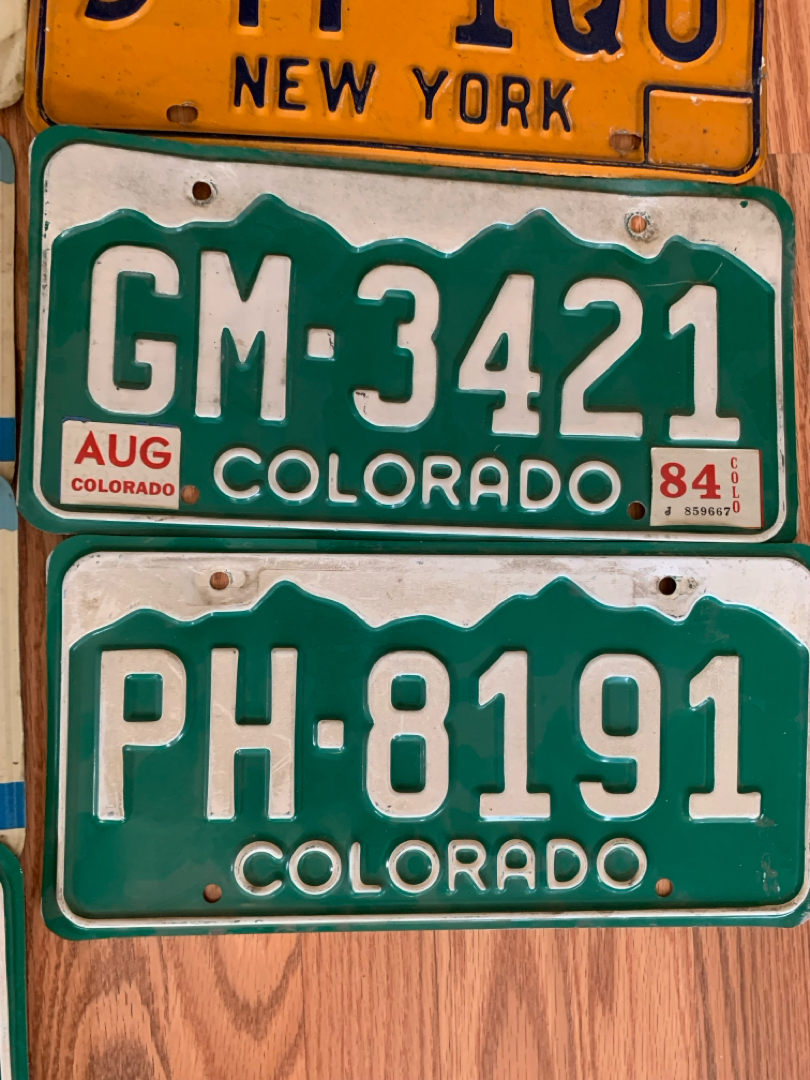 NEW YORK
GM·3421
AUG
COLORADO
COLORADO
84
COLO
J 859667
PH·8191
COLORADO